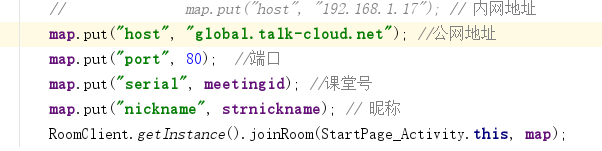 // map.put("host", "192.168.1.17"); // 内网地址
map.put("host", "global.talk-cloud.net"); //公网地址
map.put("port", 80); //端口
map.put("serial", meetingid); //课堂号
map.put("nickname", strnickname); // 昵称
RoomClient.getInstance().joinRoom(StartPage_Activity.this, map);